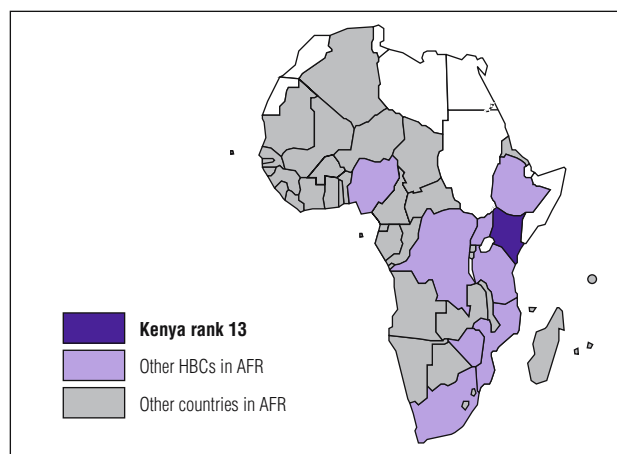 Kenya rank 13
Other HBCs in AFR
Other countries in AFR